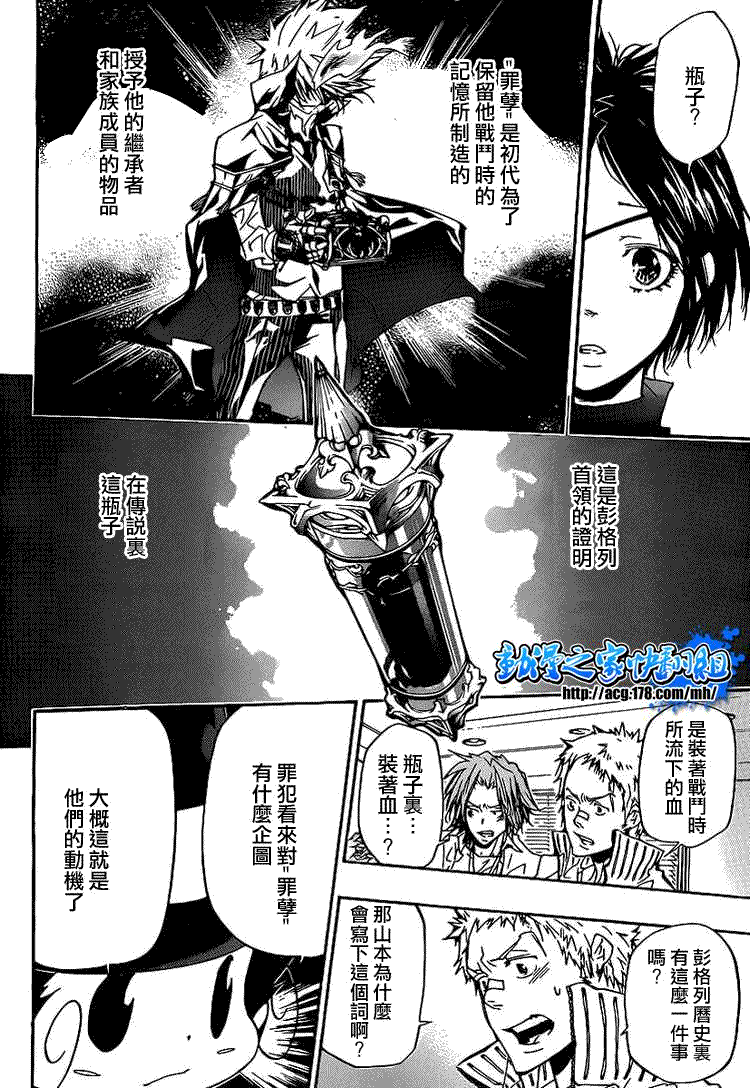 瓶子？
"罪孽"是初代為了
保留他戰鬥時的
記憶所制造的
授予他的繼承者
和家族成員的物品
這是彭格列
首領的證明
在傳說裏
這瓶子
動漫之家快翻組
http://acg.178.com/mh/
是裝著戰鬥時
所流下的血
瓶子裏…
裝著血…？
彭格列曆史裏
有這麼一件事
嗎？
那山本為什麼
會寫下這個詞啊？
罪犯看來對"罪孽"
有什麼企圖
大概這就是
他們的動機了